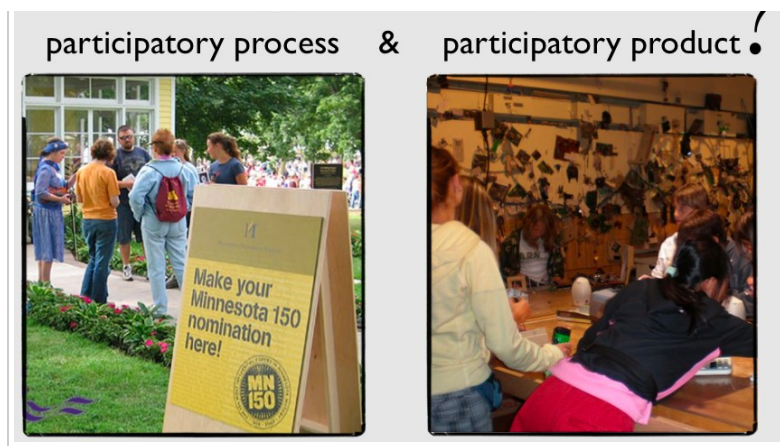 participatory process & participatory product ?
Make your
Minnesota 150
nomination
here!
MN
150